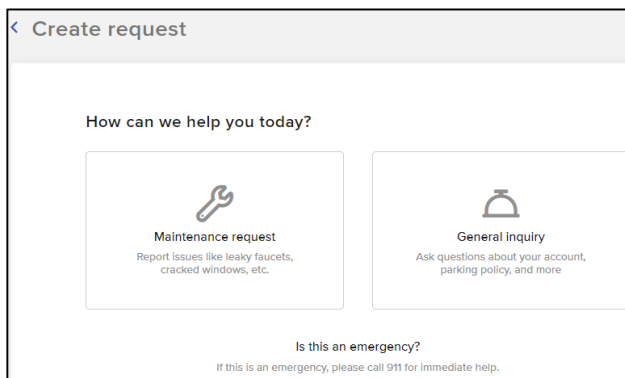 Create request
How can we help you today?
Maintenance request
Report issues like leaky faucets,
cracked windows, etc.
General inquiry
Ask questions about your account,
parking policy, and more
Is this an emergency?
If this is an emergency, please call 911 for immediate help.